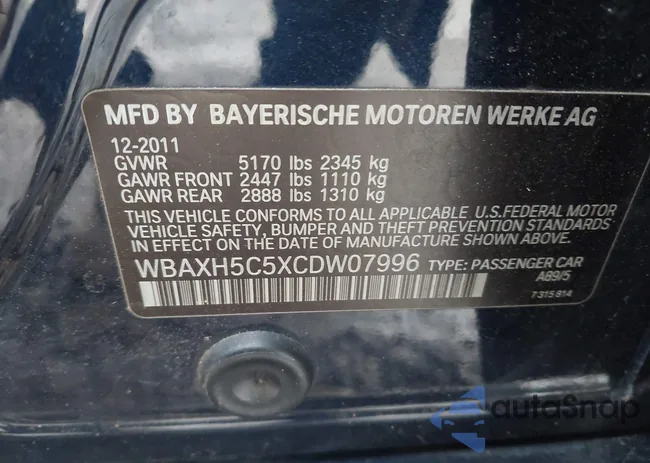 MFD BY BAYERISCHE MOTOREN WERKE AG
12-2011
GVWR 5170 lbs 2345 kg
GAWR FRONT 2447 lbs 1110 kg
GAWR REAR 2888 lbs 1310 kg
THIS VEHICLE CONFORMS TO ALL APPLICABLE U.S.FEDERAL MOTOR
VEHICLE SAFETY, BUMPER AND THEFT PREVENTION STANDARDS
IN EFFECT ON THE DATE OF MANUFACTURE SHOWN ABOVE.
WBAXH5C5XCDW07996 TYPE: PASSENGER CAR
A89/5
7315814
autoSnap